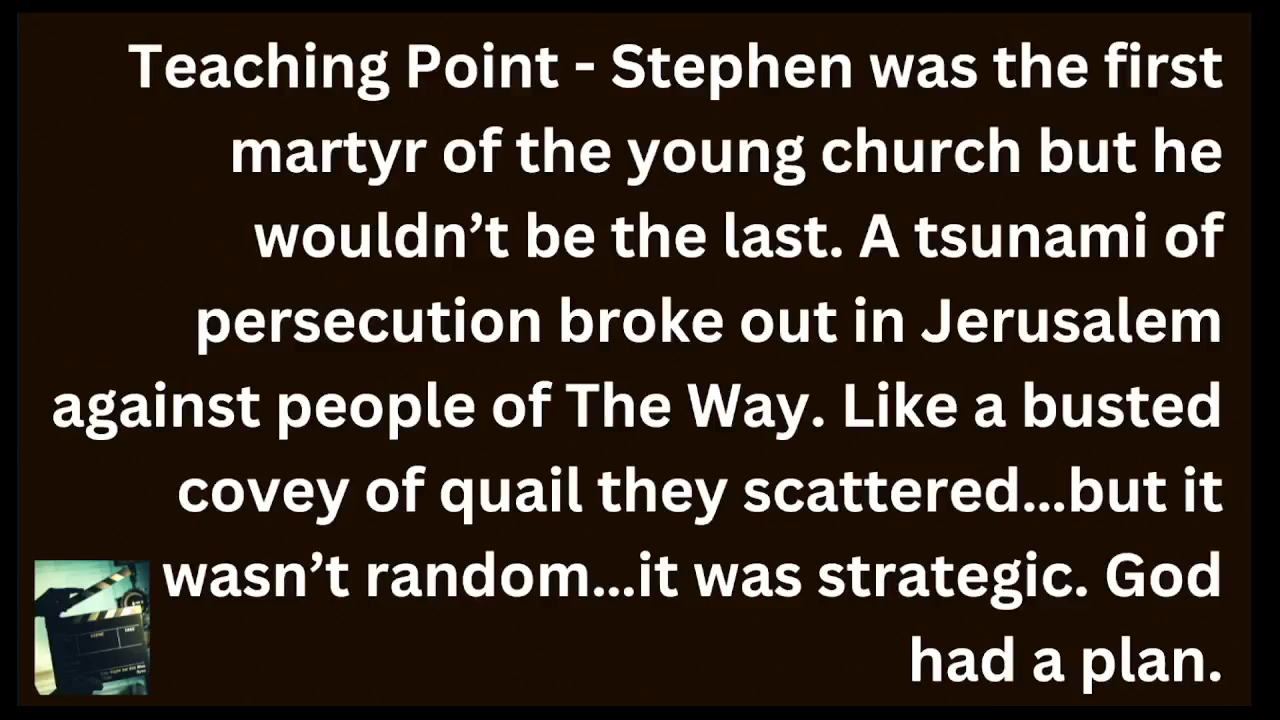 Teaching Point - Stephen was the first
martyr of the young church but he
wouldn’t be the last. A tsunami of
persecution broke out in Jerusalem
against people of The Way. Like a busted
covey of quail they scattered...but it
wasn’t random...it was strategic. God
had a plan.